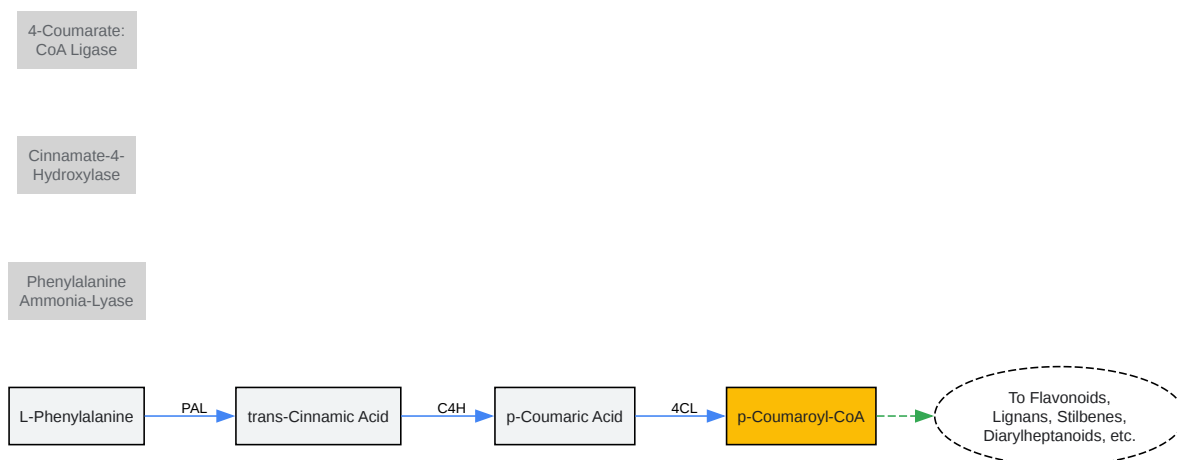 4-Coumarate:
CoA Ligase
Cinnamate-4-
Hydroxylase
Phenylalanine
Ammonia-Lyase
L-Phenylalanine
PAL
trans-Cinnamic Acid
C4H
p-Coumaric Acid
4CL
p-Coumaroyl-CoA
To Flavonoids,
Lignans, Stilbenes,
Diarylheptanoids, etc.